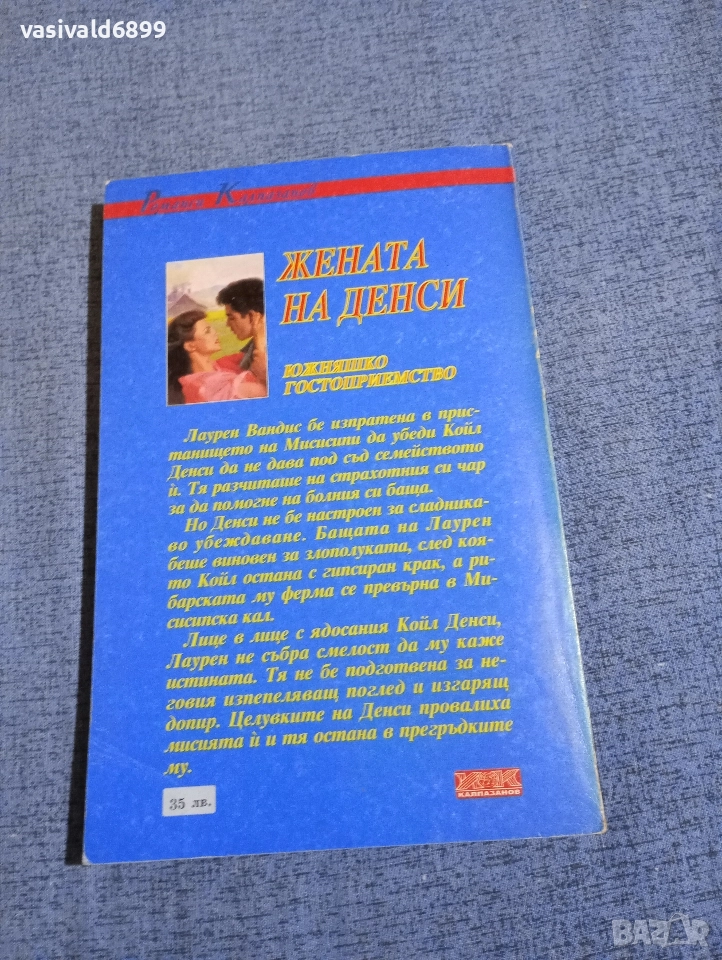 vasivald6899
Романси Калпазанов
ЖЕНАТА
НА ДЕНСИ
ЮЖНЯШКО
ГОСТОПРИЕМСТВО
Лаурен Вандис бе изпратена в прис-
танището на Мисисипи да убеди Койл
Денси да не дава под съд семейството
ѝ. Тя разчиташе на страхотния си чар
за да помогне на болния си баща.
Но Денси не бе настроен за сладника-
во убеждаване. Бащата на Лаурен
беше виновен за злополуката, след коя-
то Койл остана с гипсиран крак, а ри-
барската му ферма се превърна в Ми-
сисипска кал.
Лице в лице с ядосания Койл Денси,
Лаурен не събра смелост да му каже
истината. Тя не бе подготвена за не-
говия изпепеляващ поглед и изгарящ
допир. Целувките на Денси провалиха
мисията ѝ и тя остана в прегръдките
му.
35 лв.
КАЛПАЗАНОВ
BAZAR